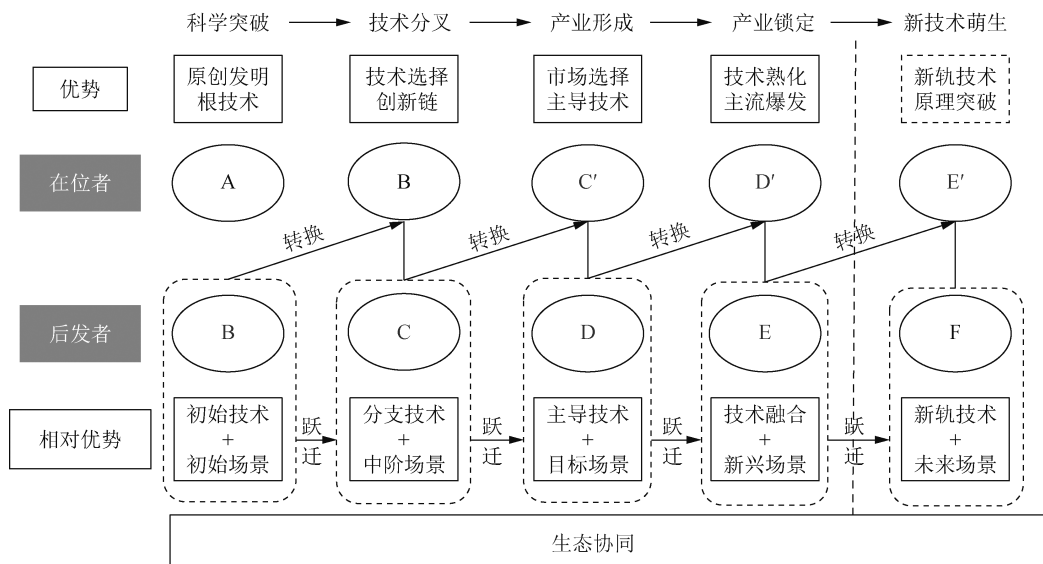 科学突破 技术分叉 产业形成 产业锁定 新技术萌生
优势
原创发明
根技术
技术选择
创新链
市场选择
主导技术
技术熟化
主流爆发
新轨技术
原理突破
在位者
A
B
C′
D′
E′
转换
转换
转换
转换
后发者
B
C
D
E
F
相对优势
初始技术
+
初始场景
跃
迁
分支技术
+
中阶场景
跃
迁
主导技术
+
目标场景
跃
迁
技术融合
+
新兴场景
跃
迁
新轨技术
+
未来场景
生态协同